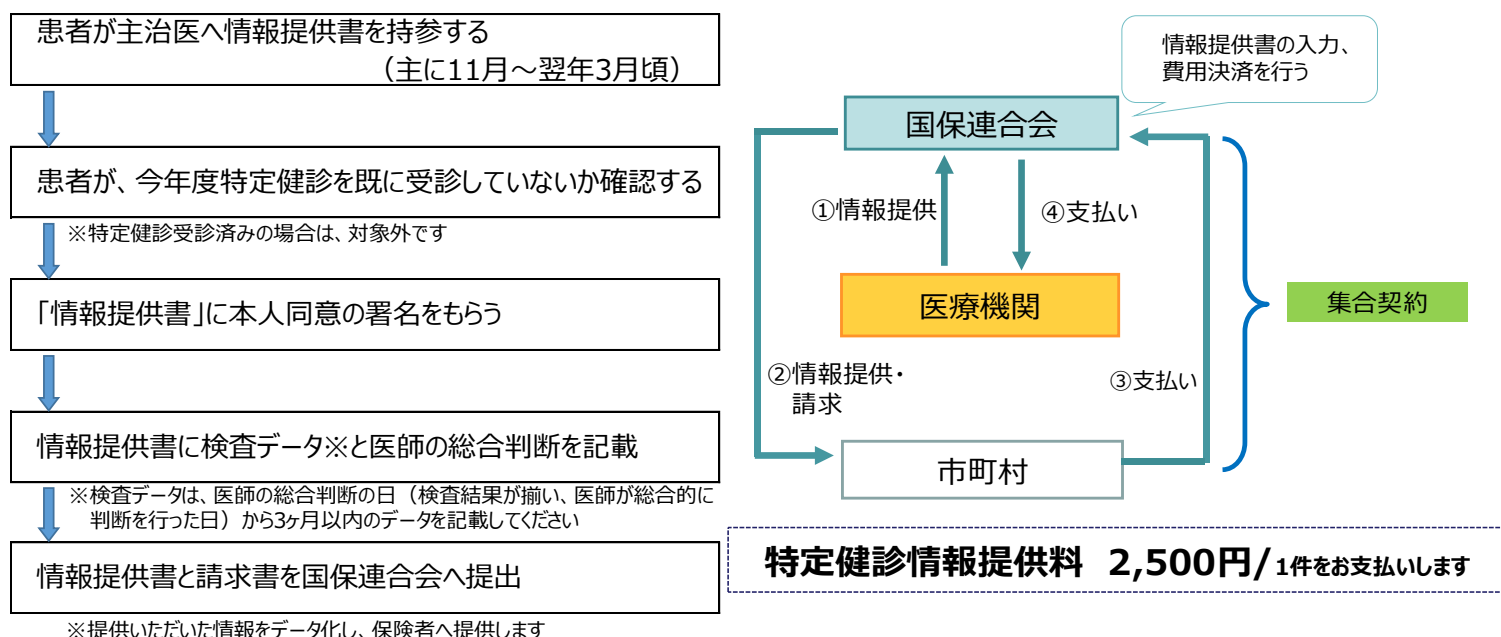 患者が主治医へ情報提供書を持参する
（主に11月～翌年3月頃）
患者が、今年度特定健診を既に受診していないか確認する
※特定健診受診済みの場合は、対象外です
「情報提供書」に本人同意の署名をもらう
情報提供書に検査データ※と医師の総合判断を記載
※検査データは、医師の総合判断の日（検査結果が揃い、医師が総合的に
判断を行った日）から3ヶ月以内のデータを記載してください
情報提供書と請求書を国保連合会へ提出
※提供いただいた情報をデータ化し、保険者へ提供します
情報提供書の入力、
費用決済を行う
国保連合会
①情報提供
④支払い
医療機関
集合契約
②情報提供・
請求
③支払い
市町村
特定健診情報提供料 2,500円/1件をお支払いします